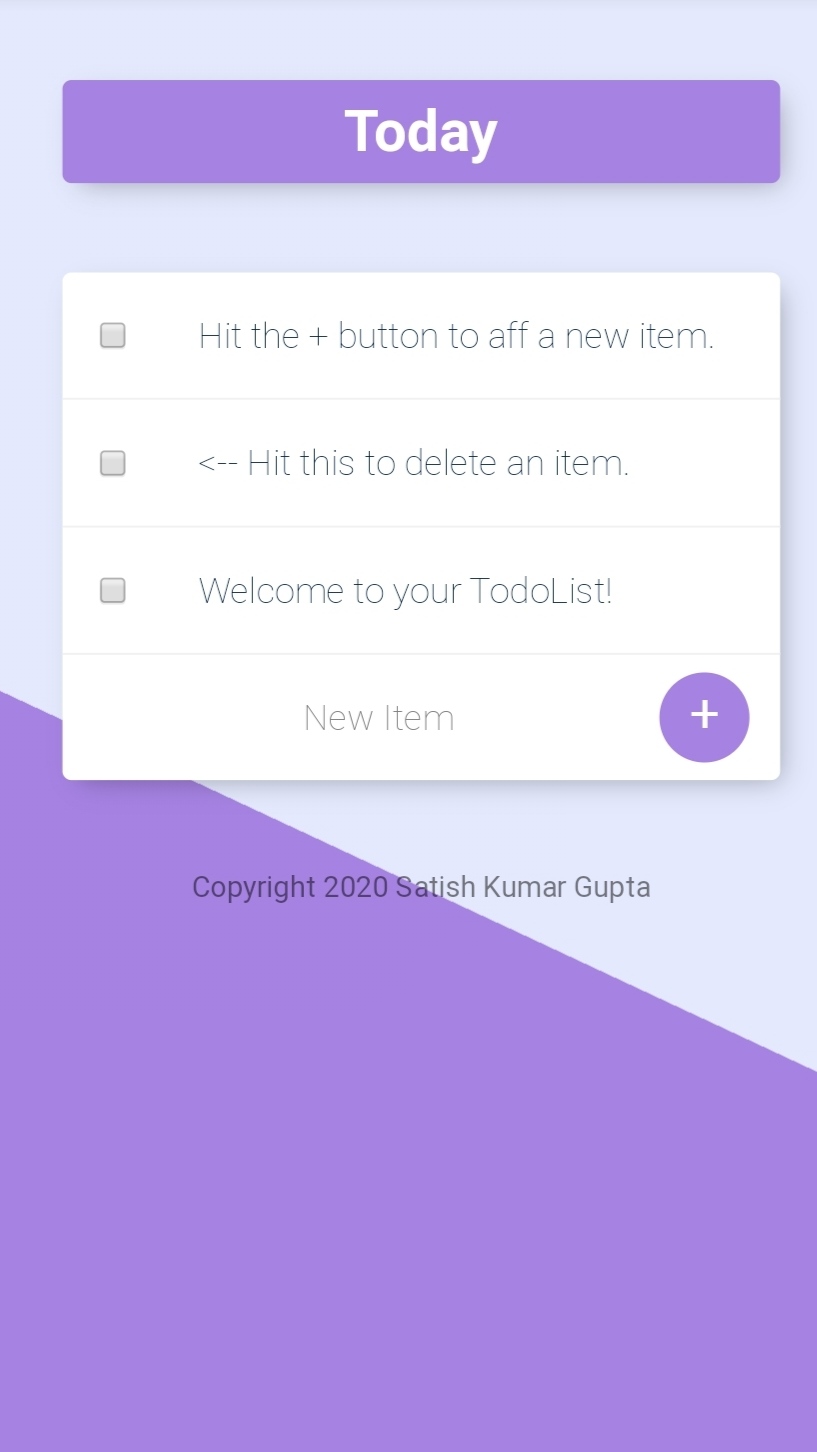 Today
Hit the + button to aff a new item.
<-- Hit this to delete an item.
Welcome to your TodoList!
New Item
+
Copyright 2020 Satish Kumar Gupta